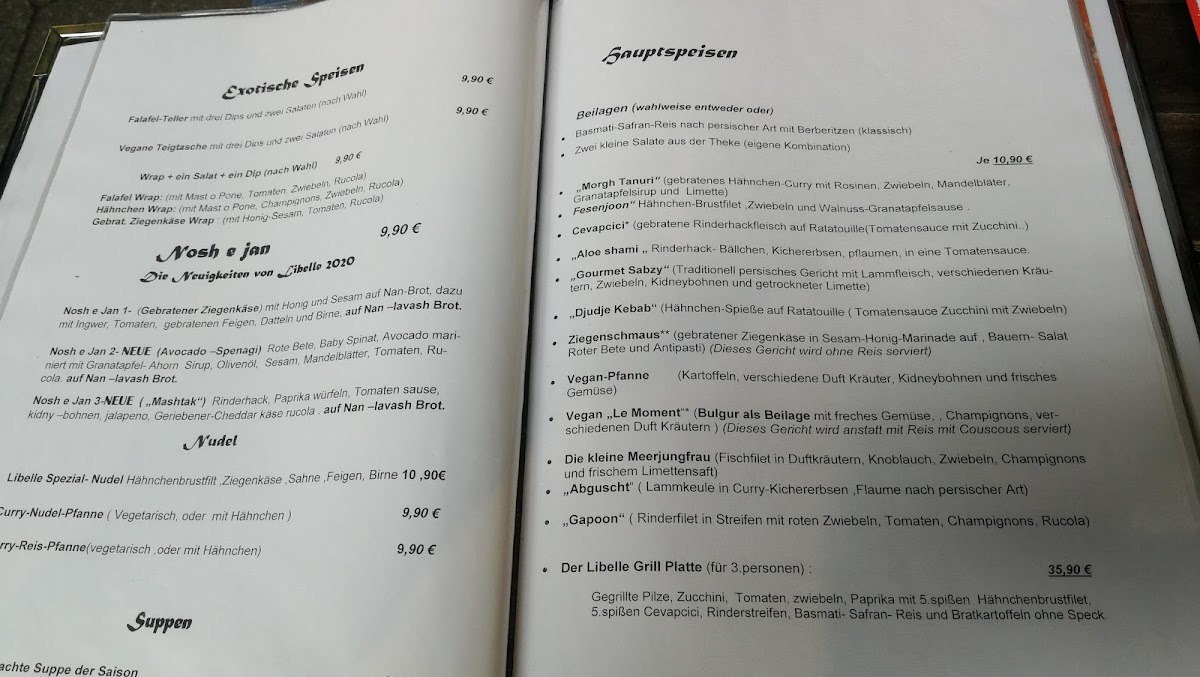 Exotische Speisen
9,90 €
Falafel-Teller mit drei Dips und zwei Salaten (nach Wahl)
9,90 €
Vegane Teigtasche mit drei Dips und zwei Salaten (nach Wahl)
Wrap + ein Salat + ein Dip (nach Wahl) 9,90 €
Falafel Wrap: (mit Mast o Pone, Tomaten, Zwiebeln, Rucola)
Hähnchen Wrap: (mit Mast o Pone, Champignons, Zwiebeln, Rucola)
Gebrat. Ziegenkäse Wrap : (mit Honig-Sesam, Tomaten, Rucola)
9,90 €
Nosh e jan
Die Neuigkeiten von Libelle 2020
Nosh e Jan 1- (Gebratener Ziegenkäse) mit Honig und Sesam auf Nan-Brot, dazu
mit Ingwer, Tomaten, gebratenen Feigen, Datteln und Birne, auf Nan –lavash Brot.
Nosh e Jan 2- NEUE (Avocado –Spenagi) Rote Bete, Baby Spinat, Avocado mari-
niert mit Granatapfel- Ahorn Sirup, Olivenöl, Sesam, Mandelblätter, Tomaten, Ru-
cola. auf Nan –lavash Brot.
Nosh e Jan 3-NEUE ( „Mashtak“) Rinderhack, Paprika würfeln, Tomaten sause,
kidny –bohnen, jalapeno, Geriebener-Cheddar käse rucola . auf Nan –lavash Brot.
Nudel
Libelle Spezial- Nudel Hähnchenbrustfilt ,Ziegenkäse ,Sahne ,Feigen, Birne 10 ,90€
Curry-Nudel-Pfanne ( Vegetarisch, oder mit Hähnchen ) 9,90 €
rry-Reis-Pfanne(vegetarisch ,oder mit Hähnchen) 9,90 €
Suppen
achte Suppe der Saison
Hauptspeisen
Beilagen (wahlweise entweder oder)
• Basmati-Safran-Reis nach persischer Art mit Berberitzen (klassisch)
• Zwei kleine Salate aus der Theke (eigene Kombination)
Je 10,90 €
• „Morgh Tanuri“ (gebratenes Hähnchen-Curry mit Rosinen, Zwiebeln, Mandelbläter,
Granatapfelsirup und Limette)
• Fesenjoon“ Hähnchen-Brustfilet ,Zwiebeln und Walnuss-Granatapfelsause .
• Cevapcici* (gebratene Rinderhackfleisch auf Ratatouille(Tomatensauce mit Zucchini..)
• „Aloe shami „ Rinderhack- Bällchen, Kichererbsen, pflaumen, in eine Tomatensauce.
• „Gourmet Sabzy“ (Traditionell persisches Gericht mit Lammfleisch, verschiedenen Kräu-
tern, Zwiebeln, Kidneybohnen und getrockneter Limette)
• „Djudje Kebab“ (Hähnchen-Spieße auf Ratatouille ( Tomatensauce Zucchini mit Zwiebeln)
• Ziegenschmaus** (gebratener Ziegenkäse in Sesam-Honig-Marinade auf , Bauern- Salat
Roter Bete und Antipasti) (Dieses Gericht wird ohne Reis serviert)
• Vegan-Pfanne (Kartoffeln, verschiedene Duft Kräuter, Kidneybohnen und frisches
Gemüse)
• Vegan „Le Moment“* (Bulgur als Beilage mit freches Gemüse, , Champignons, ver-
schiedenen Duft Kräutern ) (Dieses Gericht wird anstatt mit Reis mit Couscous serviert)
• Die kleine Meerjungfrau (Fischfilet in Duftkräutern, Knoblauch, Zwiebeln, Champignons
und frischem Limettensaft)
• „Abguscht“ ( Lammkeule in Curry-Kichererbsen ,Flaume nach persischer Art)
• „Gapoon“ ( Rinderfilet in Streifen mit roten Zwiebeln, Tomaten, Champignons, Rucola)
• Der Libelle Grill Platte (für 3.personen) : 35,90 €
Gegrillte Pilze, Zucchini, Tomaten, zwiebeln, Paprika mit 5.spißen Hähnchenbrustfilet,
5.spißen Cevapcici, Rinderstreifen, Basmati- Safran- Reis und Bratkartoffeln ohne Speck.